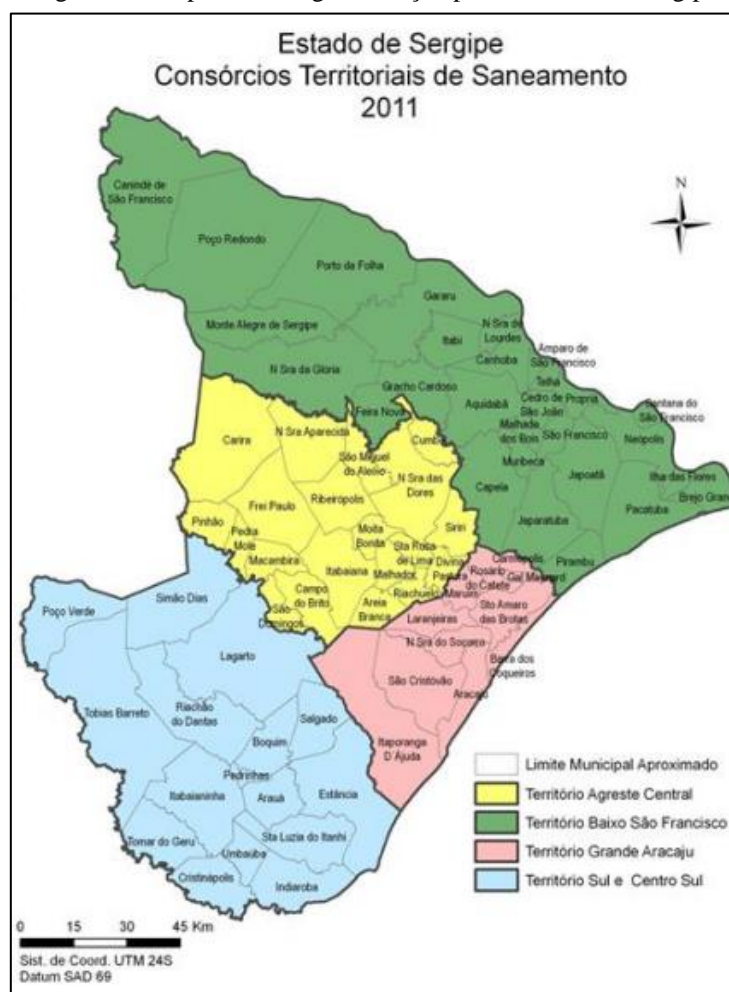 Estado de Sergipe
Consórcios Territoriais de Saneamento
2011
N
Canindé de
São Francisco
Poço Redondo
Porto da Folha
Gararu
Monte Alegre de Sergipe
Itabi
N Sra de
Lourdes
Amparo de
São Francisco
Canhoba
N Sra da Glória
Telha
Gracho Cardoso
Aquidabã
Cedro de
São João
Propria
Santana do
São Francisco
Feira Nova
Malhada
dos Bois
São Francisco
Neópolis
Carira
N Sra Aparecida
Cumbe
São Miguel
do Aleixo
Muribeca
N Sra das
Dores
Capela
Japoatã
Ilha das Flores
Brejo Grande
Pacatuba
Ribeirópolis
Frei Paulo
Japaratuba
Siriri
Pinhão
Pedra
Mole
Moita
Bonita
Sta Rosa
de Lima
Divina
Pastora
Carmópolis
Pirambu
Macambira
Itabaiana
Malhador
Rosário
do Catete
Gal Maynard
Riachuelo
Maruim
Campo
do Brito
Areia
Branca
São
Domingos
Laranjeiras
Sto Amaro
das Brotas
Simão Dias
Poço Verde
N Sra do Socorro
Barra dos
Coqueiros
Lagarto
São Cristóvão
Aracaju
Tobias Barreto
Riachão
do Dantas
Salgado
Boquim
Itaporanga
D'Ajuda
Pedrinhas
Itabaianinha
Arauá
Estância
Tomar do Geru
Sta Luzia do Itanhi
Umbaúba
Cristinápolis
Indiaroba
Limite Municipal Aproximado
Território Agreste Central
Território Baixo São Francisco
Território Grande Aracaju
Território Sul e Centro Sul
0 15 30 45 Km
Sist. de Coord. UTM 24S
Datum SAD 69